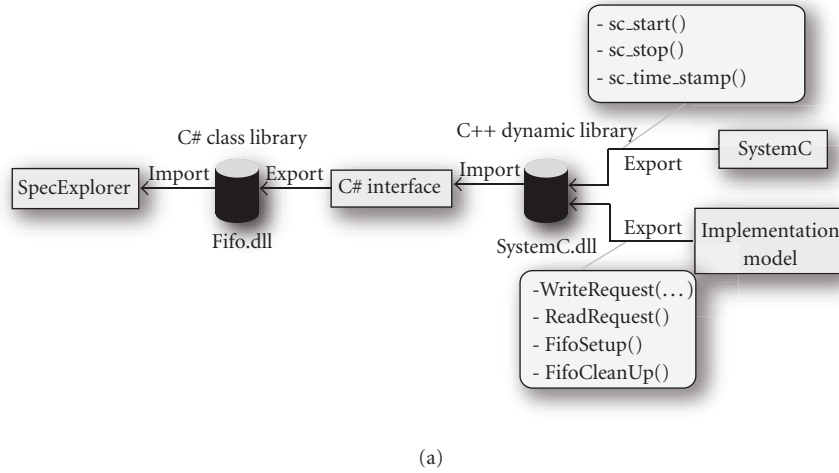 - sc_start()
- sc_stop()
- sc_time_stamp()
C# class library
C++ dynamic library
SpecExplorer
Import
Export
C# interface
Import
Export
SystemC
Fifo.dll
SystemC.dll
Export
Implementation
model
-WriteRequest(...)
- ReadRequest()
- FifoSetup()
- FifoCleanUp()
(a)